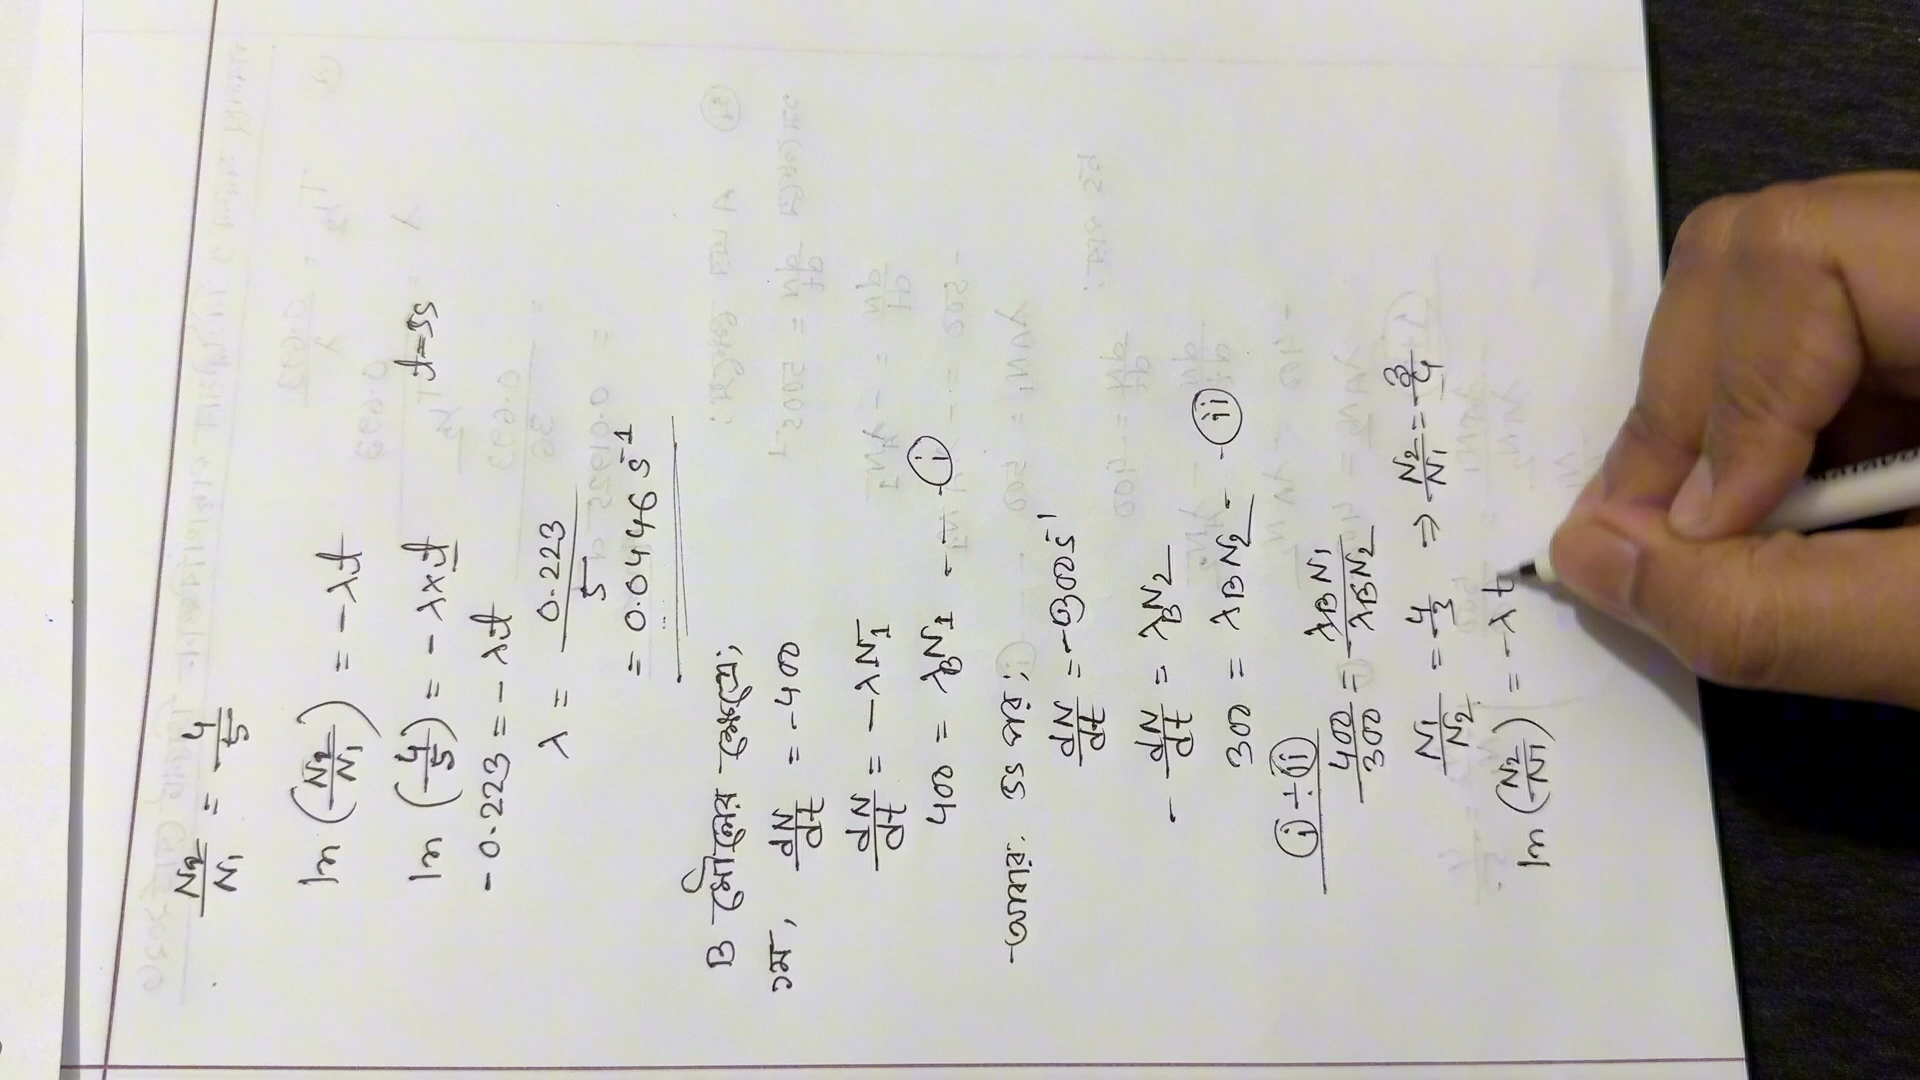 N₂/N₁ = 4/5
ln (N₂/N₁) = -λt
ln (4/5) = -λ×t t=5s
-0.223 = -λt
λ = 0.223/5
= 0.0446 s⁻¹
B মৌলের ক্ষেত্রে;
১ম, dN/dt = -400
dN/dt = -λN₁
400 = λ_B N₁ - - (i)
আবার, 5s পর;
dN/dt = -300s⁻¹
-dN/dt = λ_B N₂
300 = λ_B N₂ - - (ii)
(i) ÷ (ii)
400/300 = λ_B N₁/λ_B N₂
N₁/N₂ = 4/3 ⇒ N₂/N₁ = 3/4
ln (N₂/N₁) = -λt